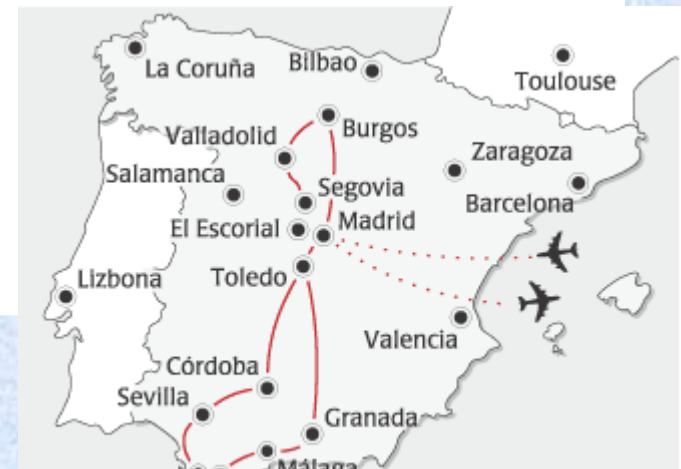 La Coruña
Bilbao
Toulouse
Burgos
Valladolid
Zaragoza
Salamanca
Segovia
Barcelona
El Escorial
Madrid
Lizbona
Toledo
Valencia
Córdoba
Sevilla
Granada
Málaga